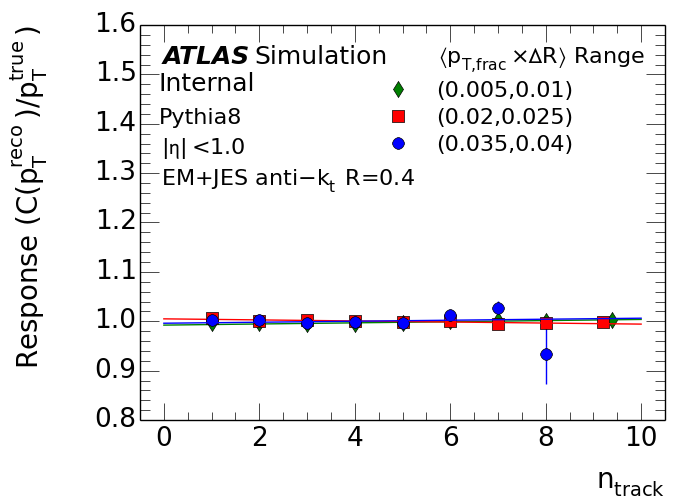 Response (C(p_T^reco)/p_T^true)
1.6
1.5
1.4
1.3
1.2
1.1
1.0
0.9
0.8
ATLAS Simulation
Internal
Pythia8
|η| <1.0
EM+JES anti−k_t R=0.4
⟨p_T,frac ×ΔR⟩ Range
(0.005,0.01)
(0.02,0.025)
(0.035,0.04)
0 2 4 6 8 10
n_track